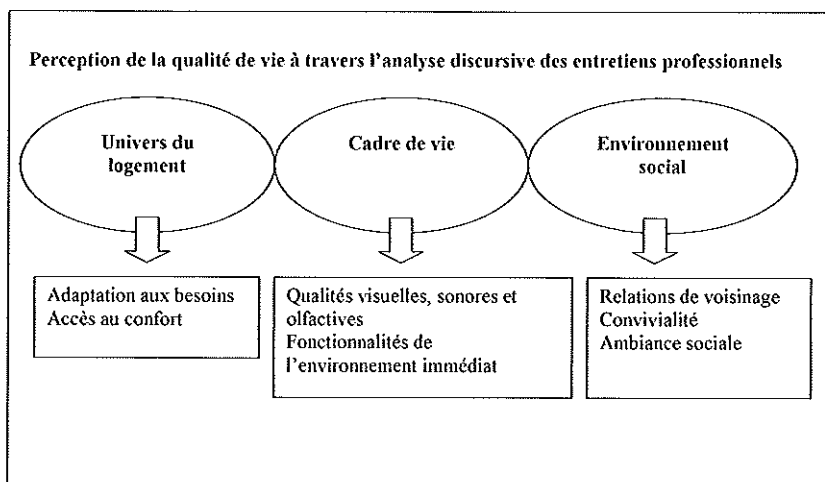 Perception de la qualité de vie à travers l'analyse discursive des entretiens professionnels
Univers du
logement
Cadre de vie
Environnement
social
Adaptation aux besoins
Accès au confort
Qualités visuelles, sonores et
olfactives
Fonctionnalités de
l'environnement immédiat
Relations de voisinage
Convivialité
Ambiance sociale